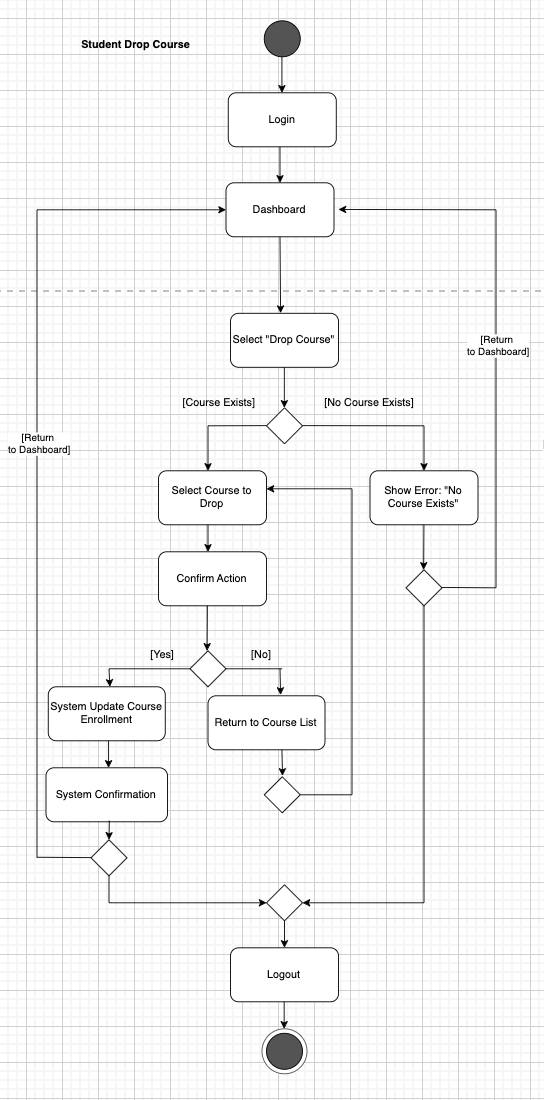 Student Drop Course
Login
Dashboard
Select "Drop Course"
[Return
to Dashboard]
[Course Exists]
[No Course Exists]
[Return
to Dashboard]
Select Course to
Drop
Show Error: "No
Course Exists"
Confirm Action
[Yes]
[No]
System Update Course
Enrollment
Return to Course List
System Confirmation
Logout